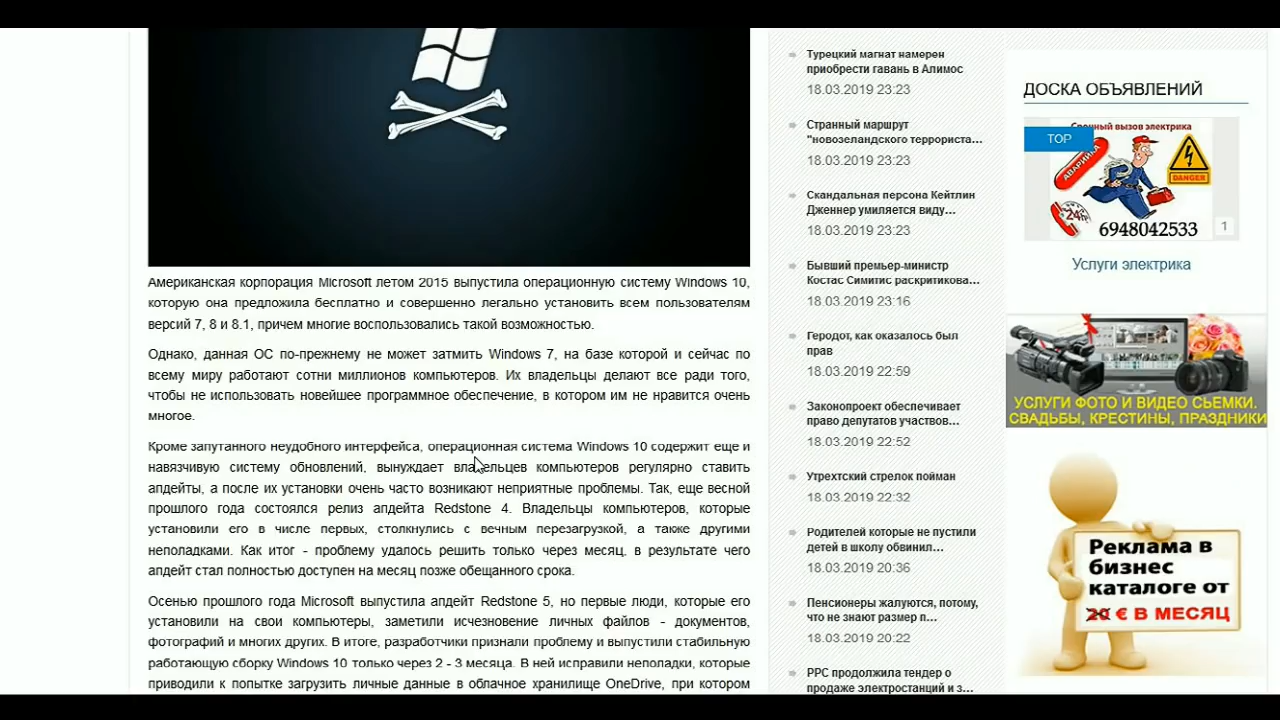 Американская корпорация Microsoft летом 2015 выпустила операционную систему Windows 10,
которую она предложила бесплатно и совершенно легально установить всем пользователям
версий 7, 8 и 8.1, причем многие воспользовались такой возможностью.
Однако, данная ОС по-прежнему не может затмить Windows 7, на базе которой и сейчас по
всему миру работают сотни миллионов компьютеров. Их владельцы делают все ради того,
чтобы не использовать новейшее программное обеспечение, в котором им не нравится очень
многое.
Кроме запутанного неудобного интерфейса, операционная система Windows 10 содержит еще и
навязчивую систему обновлений, вынуждает владельцев компьютеров регулярно ставить
апдейты, а после их установки очень часто возникают неприятные проблемы. Так, еще весной
прошлого года состоялся релиз апдейта Redstone 4. Владельцы компьютеров, которые
установили его в числе первых, столкнулись с вечным перезагрузкой, а также другими
неполадками. Как итог - проблему удалось решить только через месяц, в результате чего
апдейт стал полностью доступен на месяц позже обещанного срока.
Осенью прошлого года Microsoft выпустила апдейт Redstone 5, но первые люди, которые его
установили на свои компьютеры, заметили исчезновение личных файлов - документов,
фотографий и многих других. В итоге, разработчики признали проблему и выпустили стабильную
работающую сборку Windows 10 только через 2 - 3 месяца. В ней исправили неполадки, которые
приводили к попытке загрузить личные данные в облачное хранилище OneDrive, при котором
Турецкий магнат намерен
приобрести гавань в Алимос
18.03.2019 23:23
Странный маршрут
"новозеландского террориста...
18.03.2019 23:23
Скандальная персона Кейтлин
Дженнер умиляется виду...
18.03.2019 23:23
Бывший премьер-министр
Костас Симитис раскритикова...
18.03.2019 23:16
Геродот, как оказалось был
прав
18.03.2019 22:59
Законопроект обеспечивает
право депутатов участвов...
18.03.2019 22:52
Утрехтский стрелок пойман
18.03.2019 22:32
Родителей которые не пустили
детей в школу обвинил...
18.03.2019 20:36
Пенсионеры жалуются, потому,
что не знают размер п...
18.03.2019 20:22
PPC продолжила тендер о
продаже электростанций и з...
ДОСКА ОБЪЯВЛЕНИЙ
Срочный вызов электрика
TOP
АВАРИЙКА
DANGER
24h
6948042533
1
Услуги электрика
УСЛУГИ ФОТО И ВИДЕО СЬЕМКИ.
СВАДЬБЫ, КРЕСТИНЫ, ПРАЗДНИКИ
Реклама в
бизнес
каталоге от
20 € В МЕСЯЦ